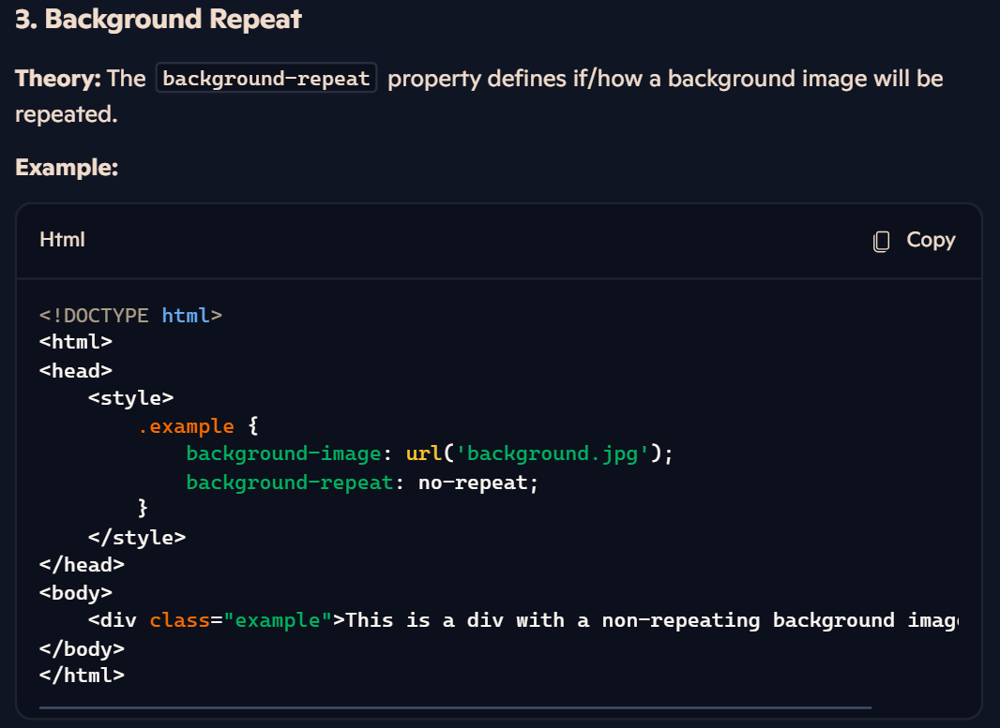 3. Background Repeat
Theory: The background-repeat property defines if/how a background image will be
repeated.
Example:
Html
Copy
<!DOCTYPE html>
<html>
<head>
    <style>
        .example {
            background-image: url('background.jpg');
            background-repeat: no-repeat;
        }
    </style>
</head>
<body>
    <div class="example">This is a div with a non-repeating background imag
</body>
</html>